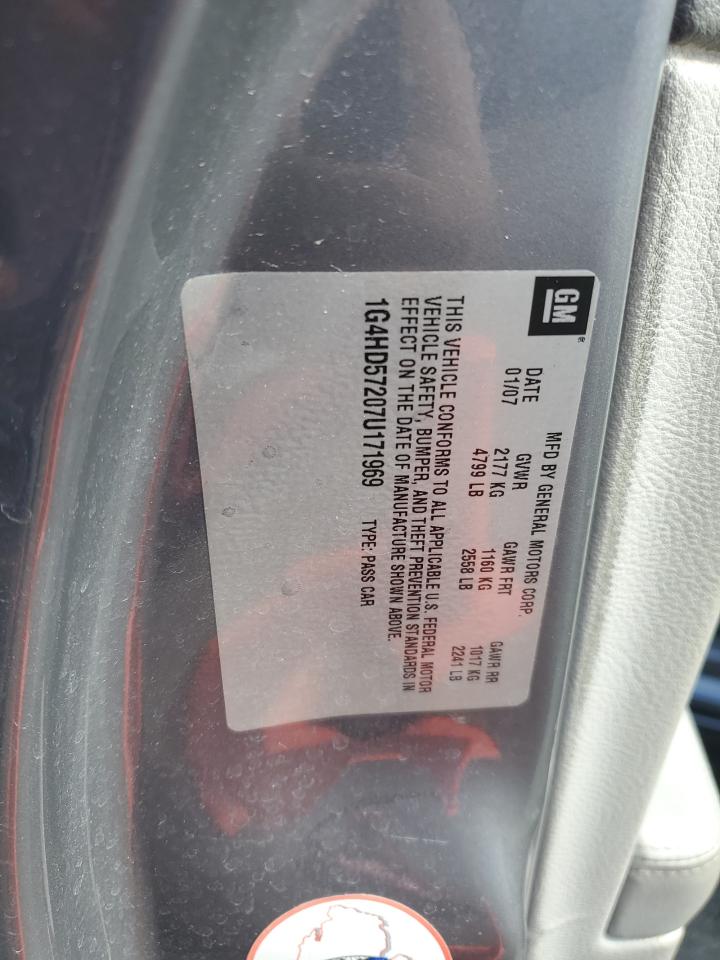 GM®
MFD BY GENERAL MOTORS CORP.
DATE GVWR GAWR FRT GAWR RR
01/07 2177 KG 1160 KG 1017 KG
4799 LB 2558 LB 2241 LB
THIS VEHICLE CONFORMS TO ALL APPLICABLE U.S. FEDERAL MOTOR
VEHICLE SAFETY, BUMPER, AND THEFT PREVENTION STANDARDS IN
EFFECT ON THE DATE OF MANUFACTURE SHOWN ABOVE.
1G4HD57207U171969 TYPE: PASS CAR